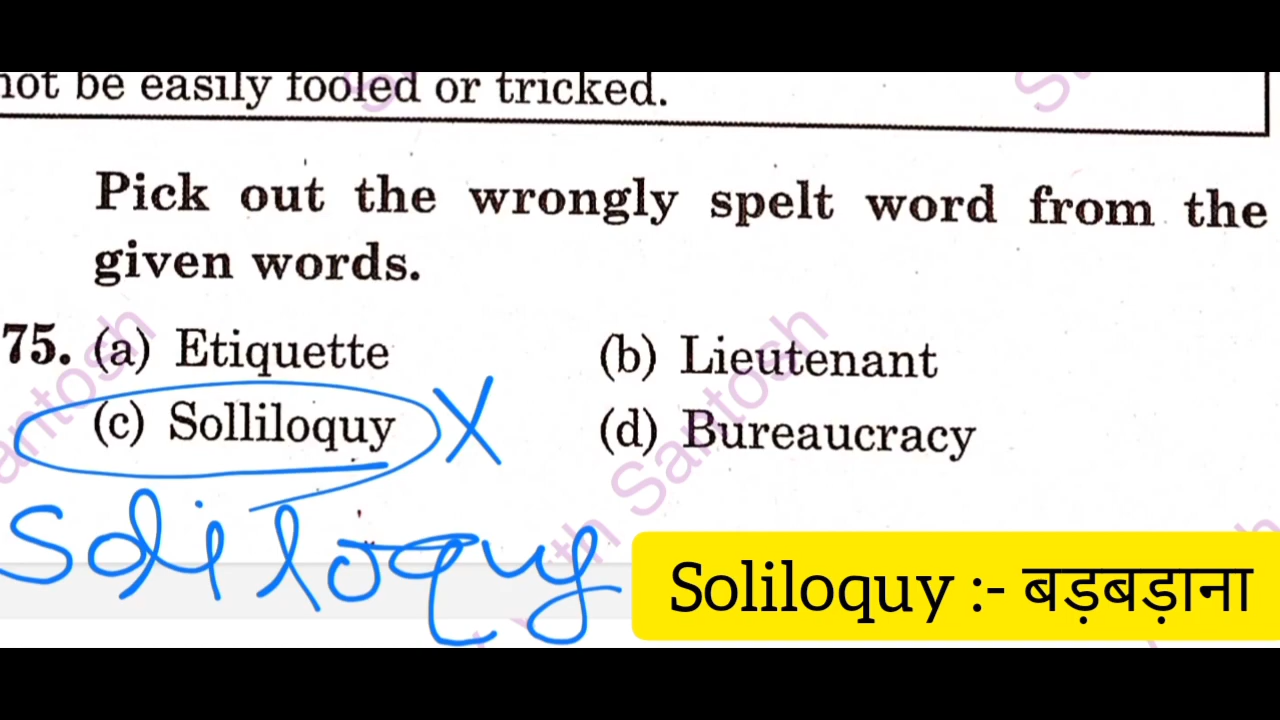 not be easily fooled or tricked.
Pick out the wrongly spelt word from the
given words.
75. (a) Etiquette (b) Lieutenant
(c) Solliloquy X (d) Bureaucracy
Soliloquy
Soliloquy :- बड़बड़ाना